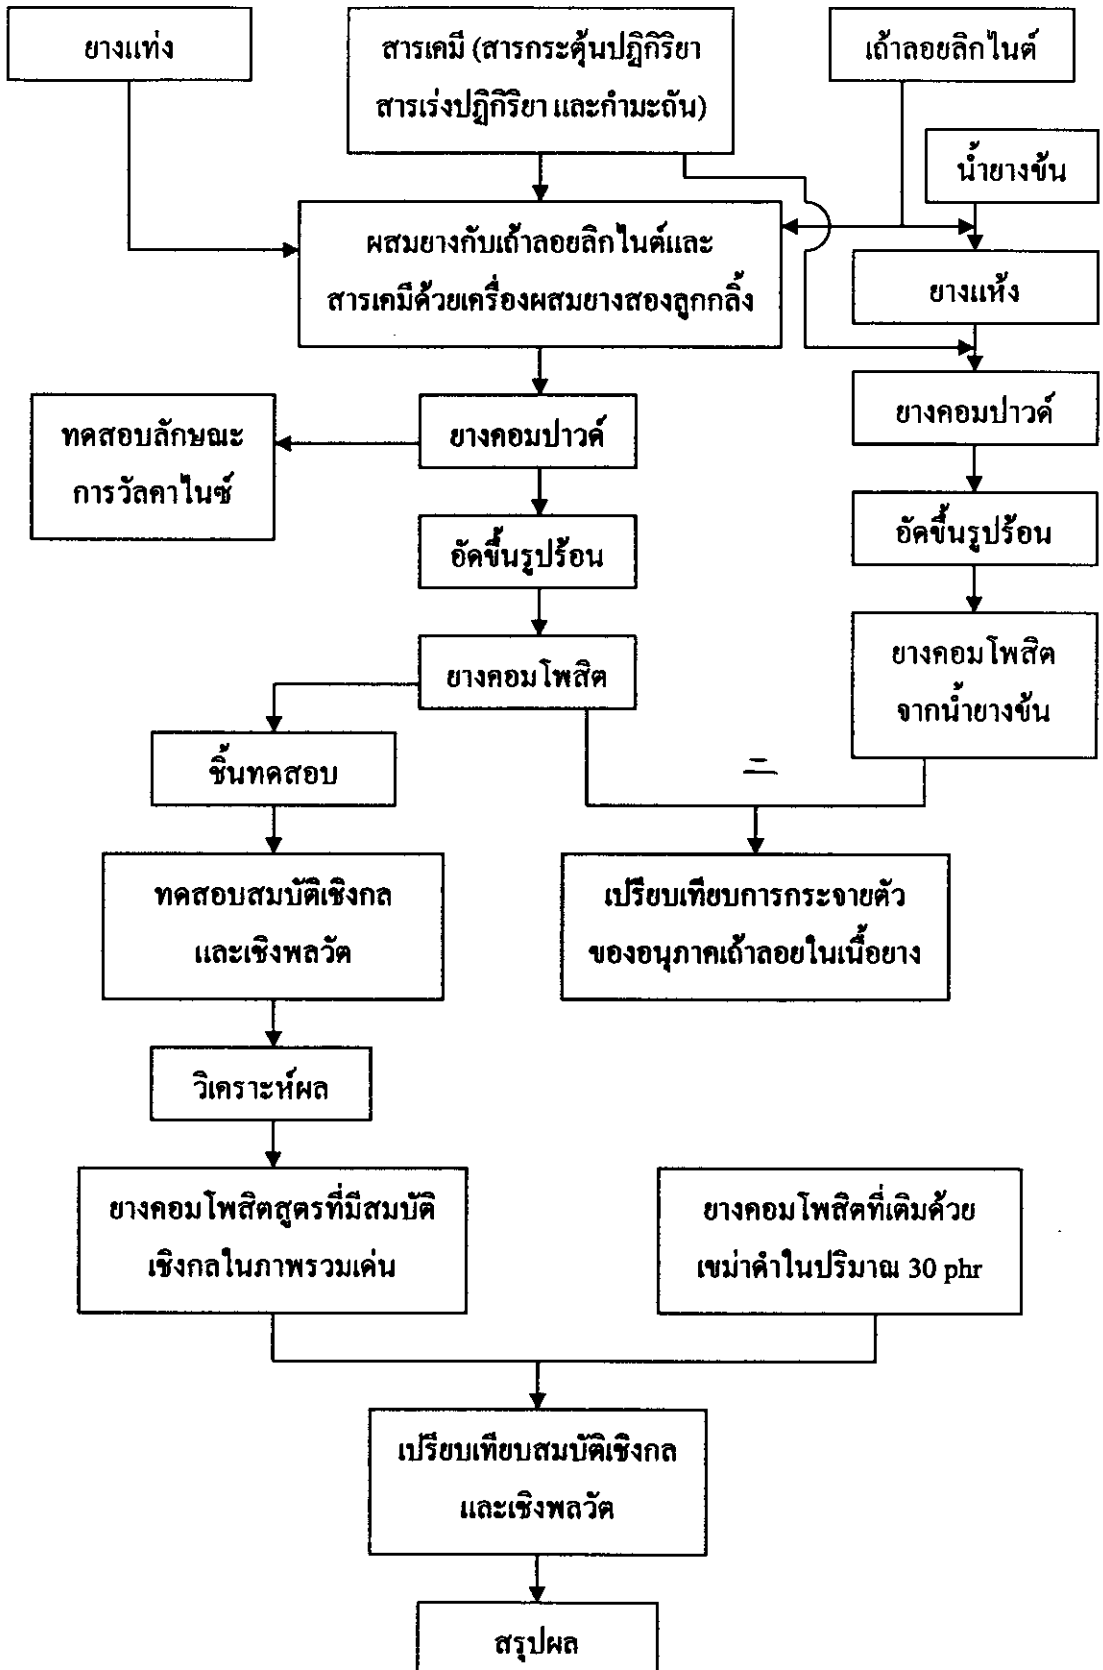 ยางแท่ง
สารเคมี (สารกระตุ้นปฏิกิริยา
สารเร่งปฏิกิริยา และกำมะถัน)
เถ้าลอยลิกไนต์
น้ำยางข้น
ผสมยางกับเถ้าลอยลิกไนต์และ
สารเคมีด้วยเครื่องผสมยางสองลูกกลิ้ง
ยางแห้ง
ทดสอบลักษณะ
การวัลคาไนซ์
ยางคอมปาวด์
ยางคอมปาวด์
อัดขึ้นรูปร้อน
อัดขึ้นรูปร้อน
ยางคอมโพสิต
ยางคอมโพสิต
จากน้ำยางข้น
ชิ้นทดสอบ
ทดสอบสมบัติเชิงกล
และเชิงพลวัต
เปรียบเทียบการกระจายตัว
ของอนุภาคเถ้าลอยในเนื้อยาง
วิเคราะห์ผล
ยางคอมโพสิตสูตรที่มีสมบัติ
เชิงกลในภาพรวมเด่น
ยางคอมโพสิตที่เติมด้วย
เขม่าดำในปริมาณ 30 phr
เปรียบเทียบสมบัติเชิงกล
และเชิงพลวัต
สรุปผล